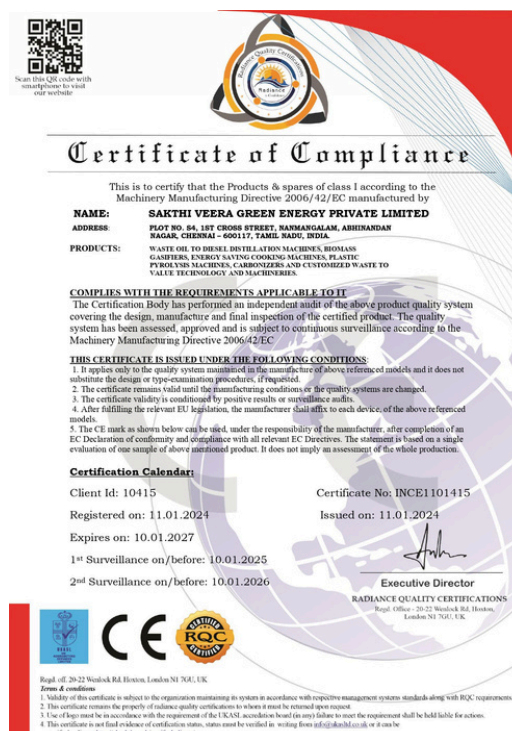 Scan this QR code with
smartphone to visit
our website
Radiance Quality Certifications
Radiance
Certificate of Compliance
This is to certify that the Products & spares of class I according to the
Machinery Manufacturing Directive 2006/42/EC manufactured by
NAME: SAKTHI VEERA GREEN ENERGY PRIVATE LIMITED
ADDRESS: PLOT NO. S4, 1ST CROSS STREET, NANMANGALAM, ABHINANDAN
NAGAR, CHENNAI – 600117, TAMIL NADU, INDIA.
PRODUCTS: WASTE OIL TO DIESEL DISTILLATION MACHINES, BIOMASS
GASIFIERS, ENERGY SAVING COOKING MACHINES, PLASTIC
PYROLYSIS MACHINES, CARBONIZERS AND CUSTOMIZED WASTE TO
VALUE TECHNOLOGY AND MACHINERIES.
COMPLIES WITH THE REQUIREMENTS APPLICABLE TO IT
The Certification Body has performed an independent audit of the above product quality system
covering the design, manufacture and final inspection of the certified product. The quality
system has been assessed, approved and is subject to continuous surveillance according to the
Machinery Manufacturing Directive 2006/42/EC
THIS CERTIFICATE IS ISSUED UNDER THE FOLLOWING CONDITIONS:
1. It applies only to the quality system maintained in the manufacture of above referenced models and it does not
substitute the design or type-examination procedures, if requested.
2. The certificate remains valid until the manufacturing conditions or the quality systems are changed.
3. The certificate validity is conditioned by positive results or surveillance audits.
4. After fulfilling the relevant EU legislation, the manufacturer shall affix to each device, of the above referenced
models.
5. The CE mark as shown below can be used, under the responsibility of the manufacturer, after completion of an
EC Declaration of conformity and compliance with all relevant EC Directives. The statement is based on a single
evaluation of one sample of above mentioned product. It does not imply an assessment of the whole production.
Certification Calendar:
Client Id: 10415 Certificate No: INCE1101415
Registered on: 11.01.2024 Issued on: 11.01.2024
Expires on: 10.01.2027
1st Surveillance on/before: 10.01.2025
2nd Surveillance on/before: 10.01.2026
Executive Director
RADIANCE QUALITY CERTIFICATIONS
Regd. Office - 20-22 Wenlock Rd, Hoxton,
London N1 7GU, UK
CE
CERTIFIED
RQC
CERTIFIED
Regd. off. 20-22 Wenlock Rd, Hoxton, London N1 7GU, UK
Terms & conditions
1. Validity of this certificate is subject to the organization maintaining its system in accordance with respective management systems standards along with RQC requirements
2. This certificate remains the property of radiance quality certifications to whom it must be returned upon request.
3. Use of logo must be in accordance with the requirement of the UKASL accredation board (in any) failure to meet the requirement shall be held liable for actions.
4. This certificate is not final evidence of certification status, status must be verified in writing from info@ukasltd.co.uk or it can be